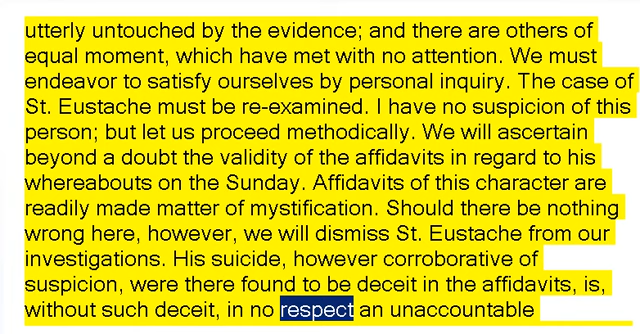 utterly untouched by the evidence; and there are others of
equal moment, which have met with no attention. We must
endeavor to satisfy ourselves by personal inquiry. The case of
St. Eustache must be re-examined. I have no suspicion of this
person; but let us proceed methodically. We will ascertain
beyond a doubt the validity of the affidavits in regard to his
whereabouts on the Sunday. Affidavits of this character are
readily made matter of mystification. Should there be nothing
wrong here, however, we will dismiss St. Eustache from our
investigations. His suicide, however corroborative of
suspicion, were there found to be deceit in the affidavits, is,
without such deceit, in no respect an unaccountable